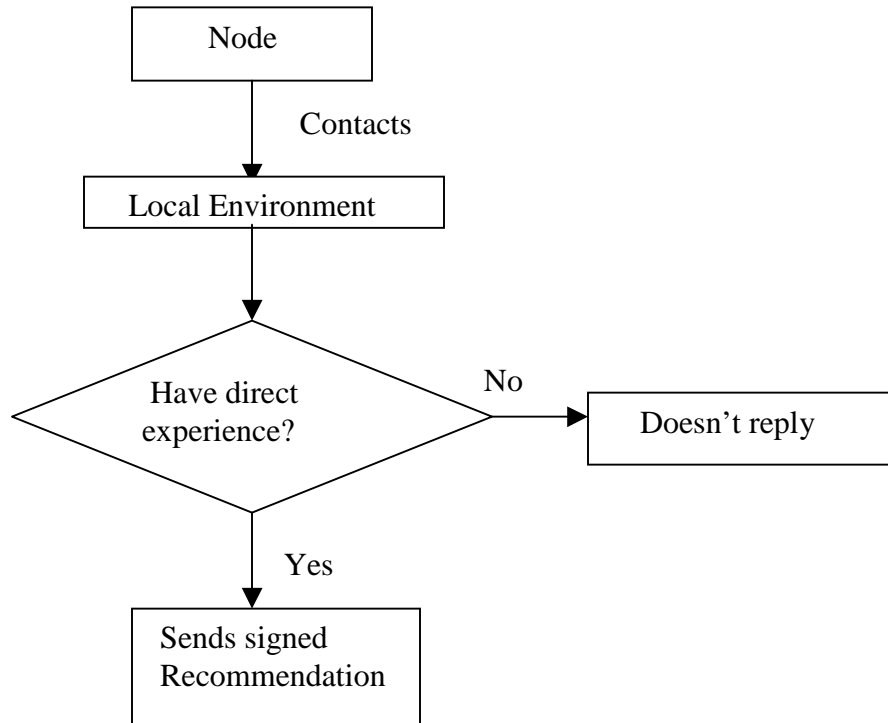 Node
Contacts
Local Environment
Have direct
experience?
No
Doesn’t reply
Yes
Sends signed
Recommendation